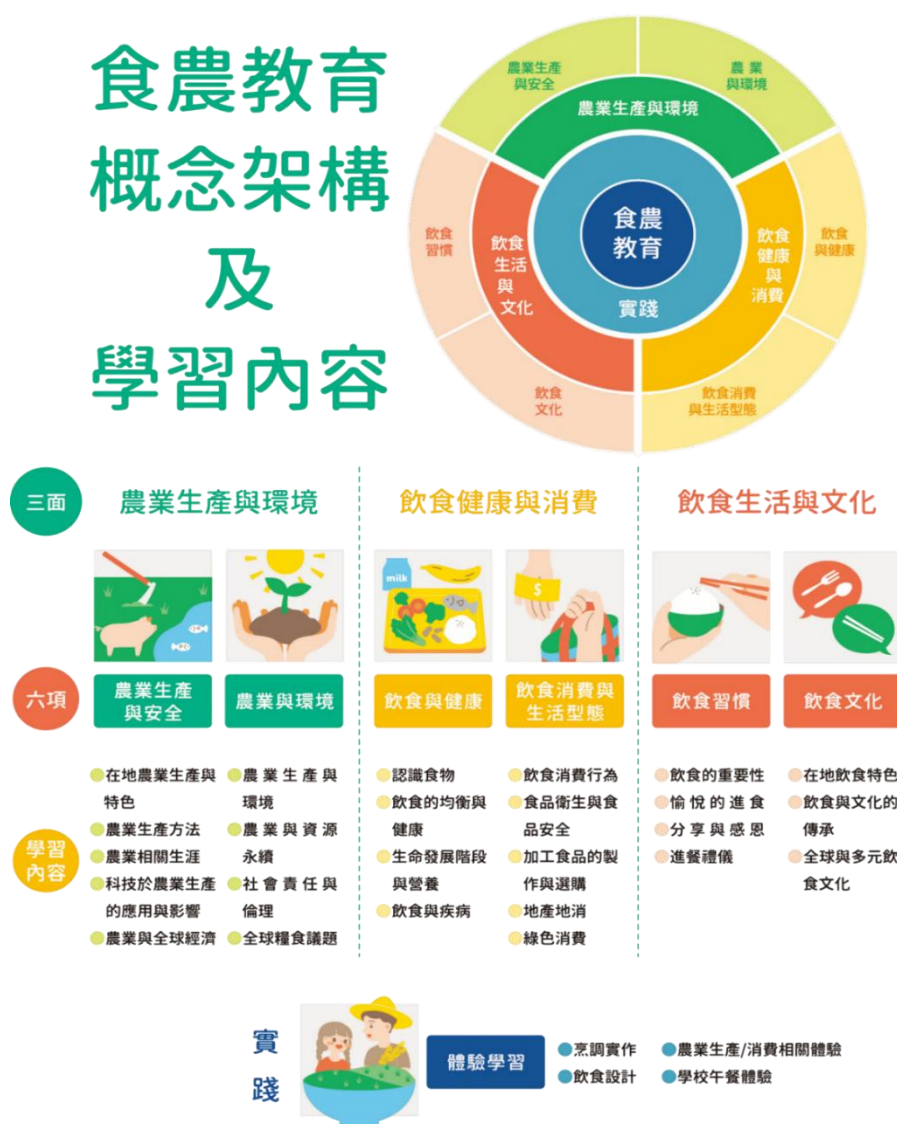 食農教育
概念架構
及
學習內容
農業生產
與安全
農業
與環境
農業生產與環境
飲食
習慣
飲食
生活
與
文化
食農
教育
實踐
飲食
健康
與
消費
飲食
與健康
飲食
文化
飲食消費
與生活型態
三面
農業生產與環境
飲食健康與消費
飲食生活與文化
milk
$
六項
農業生產
與安全
農業與環境
飲食與健康
飲食消費與
生活型態
飲食習慣
飲食文化
學習
內容
在地農業生產與
特色
農業生產方法
農業相關生涯
科技於農業生產
的應用與影響
農業與全球經濟
農業生產與
環境
農業與資源
永續
社會責任與
倫理
全球糧食議題
認識食物
飲食的均衡與
健康
生命發展階段
與營養
飲食與疾病
飲食消費行為
食品衛生與食
品安全
加工食品的製
作與選購
地產地消
綠色消費
飲食的重要性
愉悅的進食
分享與感恩
進餐禮儀
在地飲食特色
飲食與文化的
傳承
全球與多元飲
食文化
實
踐
體驗學習
烹調實作
飲食設計
農業生產/消費相關體驗
學校午餐體驗